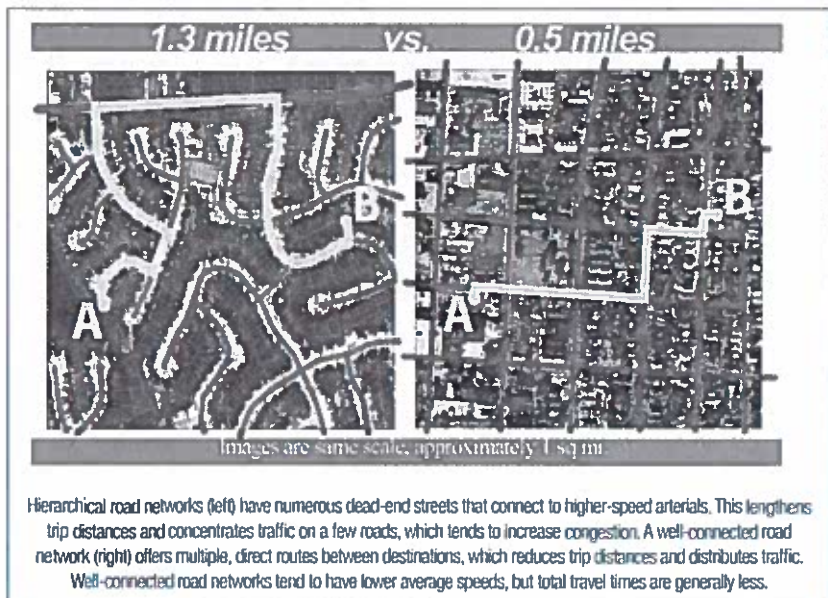 1.3 miles vs. 0.5 miles
B
B
A
A
Images are same scale, approximately 1 sq mi.
Hierarchical road networks (left) have numerous dead-end streets that connect to higher-speed arterials. This lengthens
trip distances and concentrates traffic on a few roads, which tends to increase congestion. A well-connected road
network (right) offers multiple, direct routes between destinations, which reduces trip distances and distributes traffic.
Well-connected road networks tend to have lower average speeds, but total travel times are generally less.